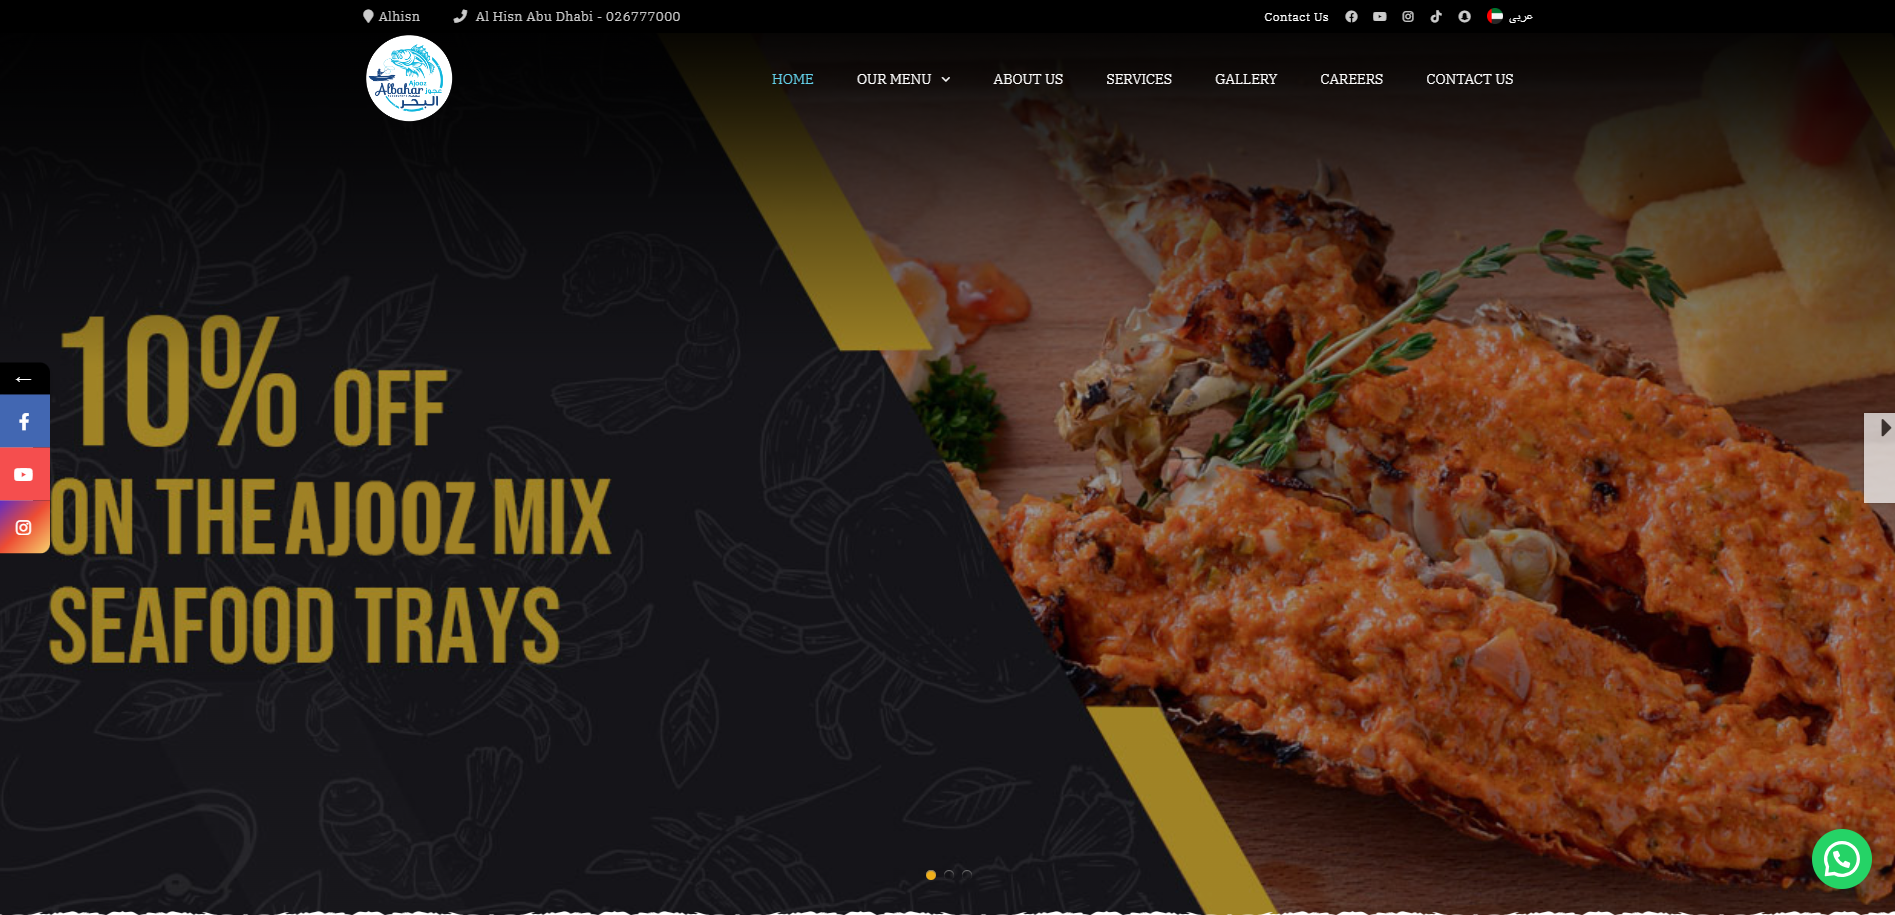 Alhisn
Al Hisn Abu Dhabi - 026777000
Contact Us
عربى
Ajooz
Albahar
عجوز
البحر
HOME
OUR MENU
ABOUT US
SERVICES
GALLERY
CAREERS
CONTACT US
10% OFF
ON THE AJOOZ MIX
SEAFOOD TRAYS